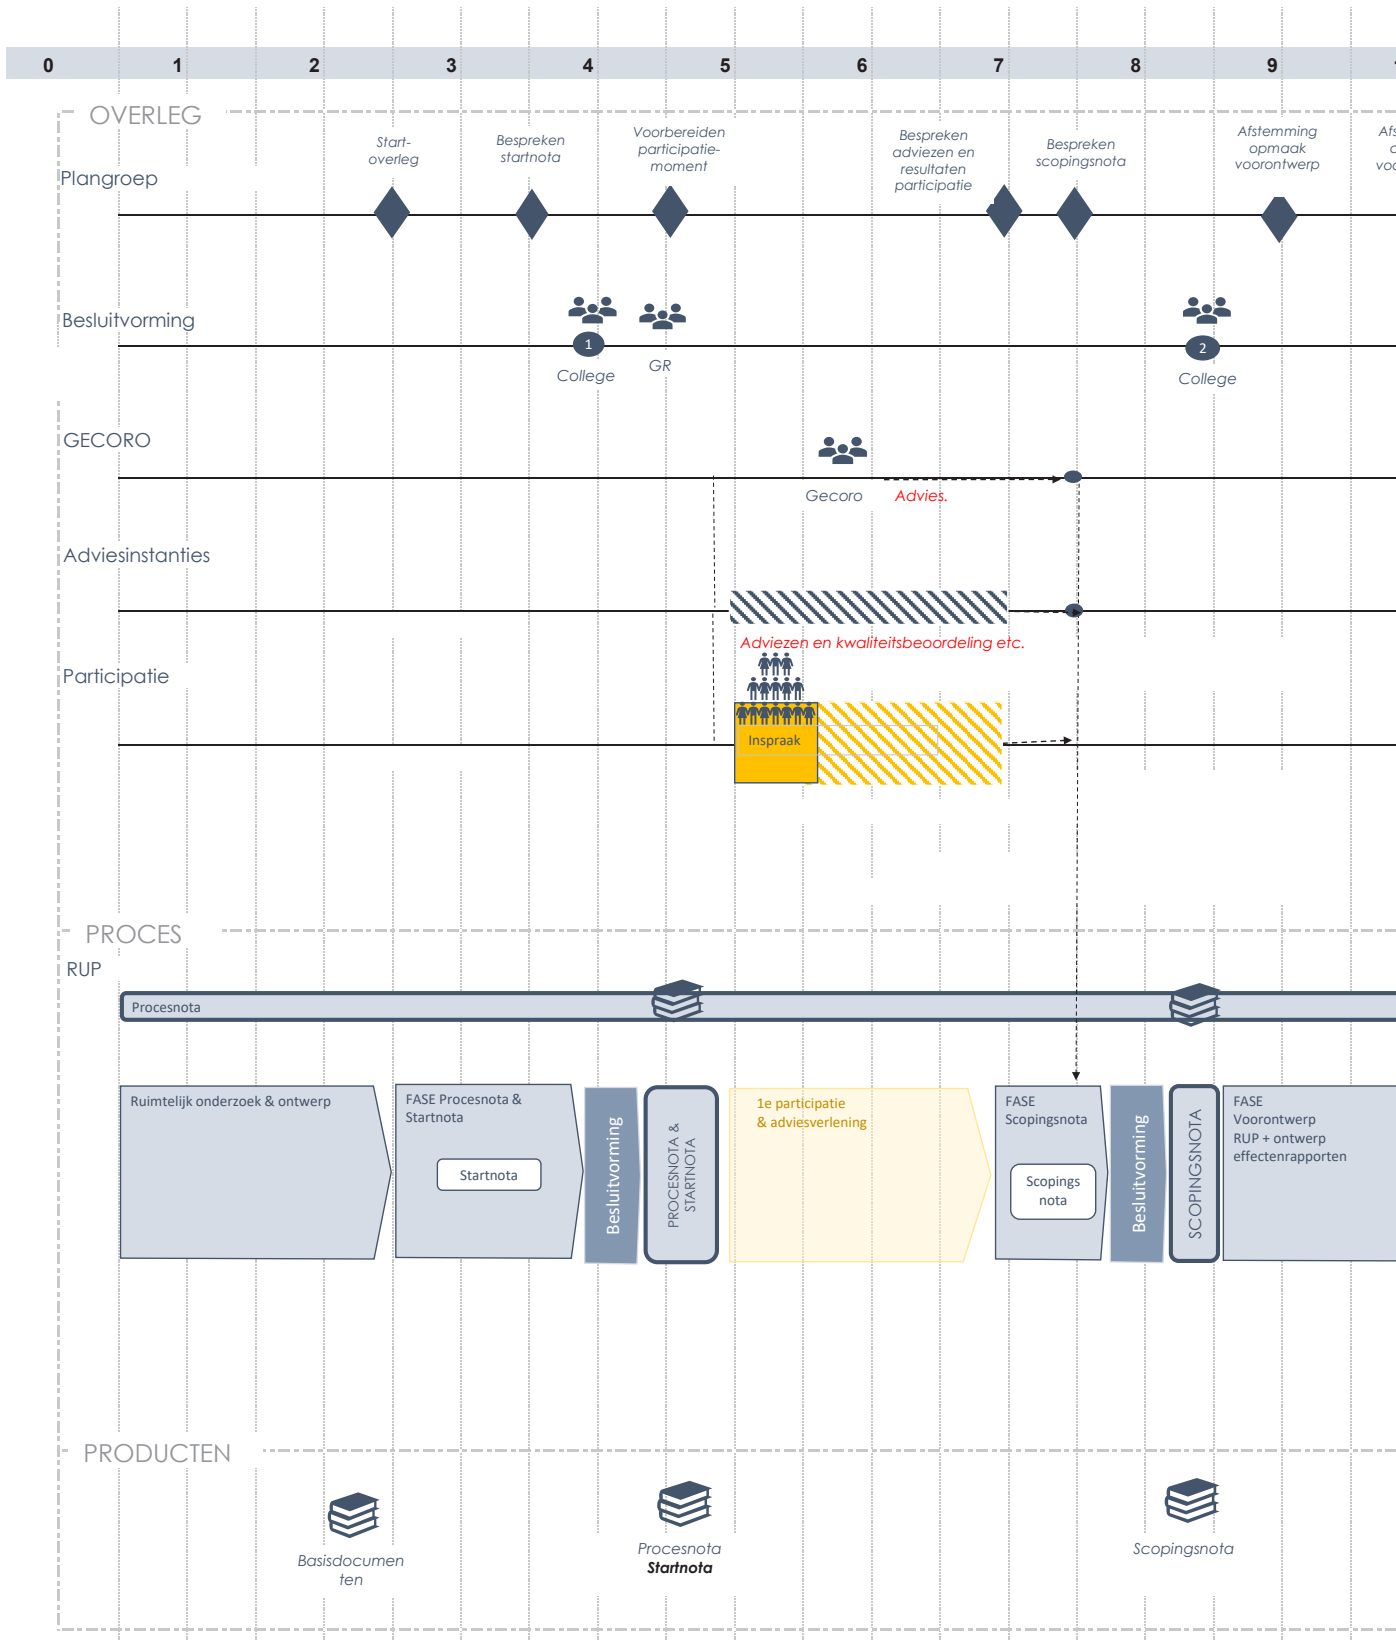 0 1 2 3 4 5 6 7 8 9
OVERLEG
Start-
overleg
Bespreken
startnota
Voorbereiden
participatie-
moment
Bespreken
adviezen en
resultaten
participatie
Bespreken
scopingsnota
Afstemming
opmaak
voorontwerp
Plangroep
Besluitvorming
1
College
GR
2
College
GECORO
Gecoro
Advies.
Adviesinstanties
Adviezen en kwaliteitsbeoordeling etc.
Participatie
Inspraak
PROCES
RUP
Procesnota
Ruimtelijk onderzoek & ontwerp
FASE Procesnota &
Startnota
Startnota
Besluitvorming
PROCESNOTA &
STARTNOTA
1e participatie
& adviesverlening
FASE
Scopingsnota
Scopings
nota
Besluitvorming
SCOPINGSNOTA
FASE
Voorontwerp
RUP + ontwerp
effectenrapporten
PRODUCTEN
Basisdocumen
ten
Procesnota
Startnota
Scopingsnota